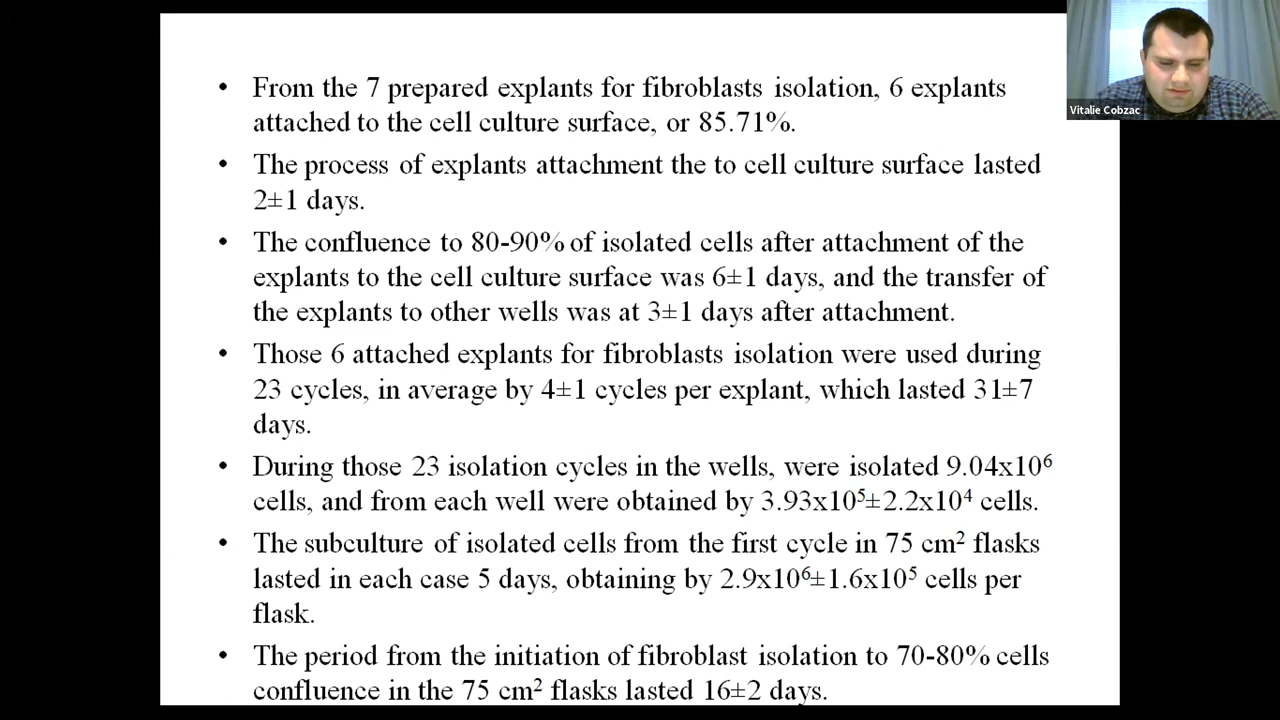 • From the 7 prepared explants for fibroblasts isolation, 6 explants
attached to the cell culture surface, or 85.71%.
• The process of explants attachment the to cell culture surface lasted
2±1 days.
• The confluence to 80-90% of isolated cells after attachment of the
explants to the cell culture surface was 6±1 days, and the transfer of
the explants to other wells was at 3±1 days after attachment.
• Those 6 attached explants for fibroblasts isolation were used during
23 cycles, in average by 4±1 cycles per explant, which lasted 31±7
days.
• During those 23 isolation cycles in the wells, were isolated 9.04x10⁶
cells, and from each well were obtained by 3.93x10⁵±2.2x10⁴ cells.
• The subculture of isolated cells from the first cycle in 75 cm² flasks
lasted in each case 5 days, obtaining by 2.9x10⁶±1.6x10⁵ cells per
flask.
• The period from the initiation of fibroblast isolation to 70-80% cells
confluence in the 75 cm² flasks lasted 16±2 days.
Vitalie Cobzac